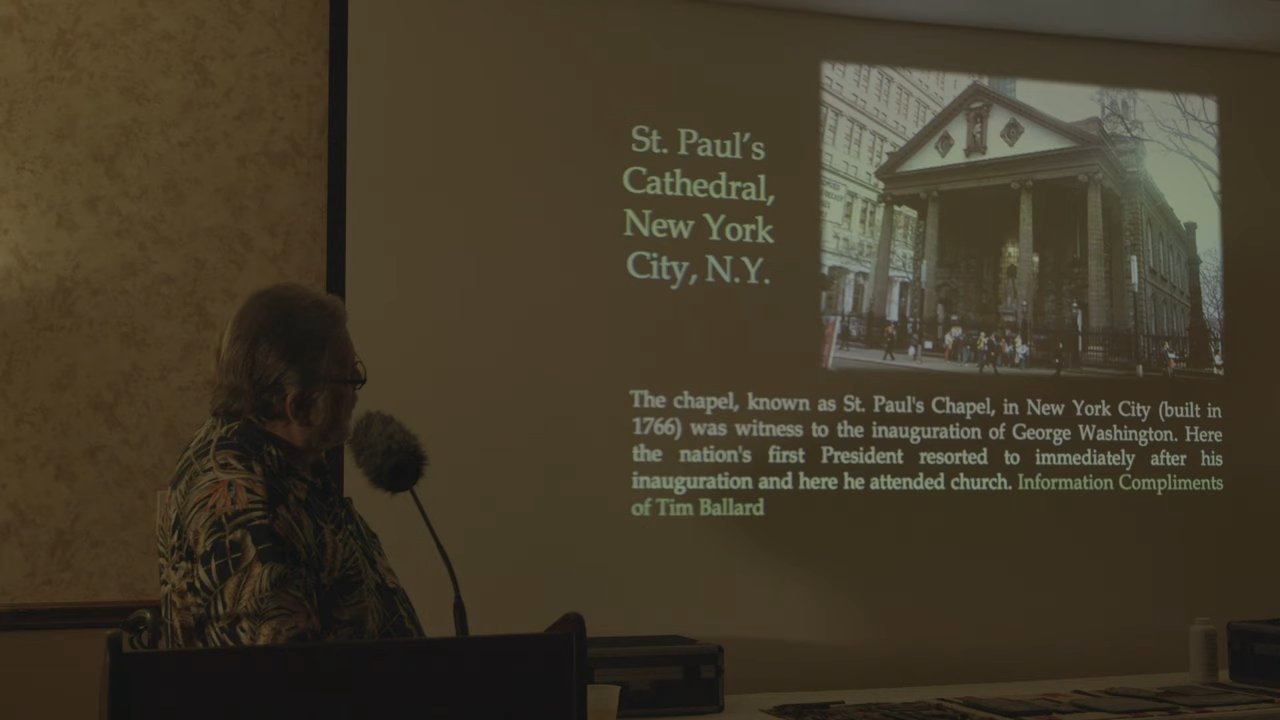 St. Paul's
Cathedral,
New York
City, N.Y.
The chapel, known as St. Paul's Chapel, in New York City (built in
1766) was witness to the inauguration of George Washington. Here
the nation's first President resorted to immediately after his
inauguration and here he attended church. Information Compliments
of Tim Ballard